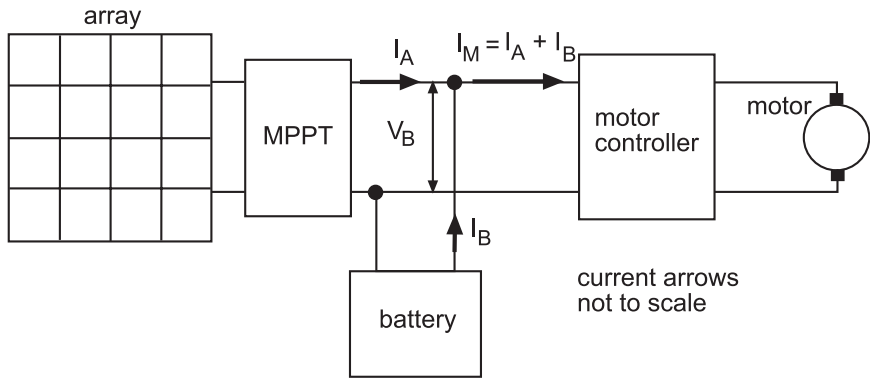 array
I_A
I_M = I_A + I_B
MPPT
V_B
motor
controller
motor
I_B
battery
current arrows
not to scale